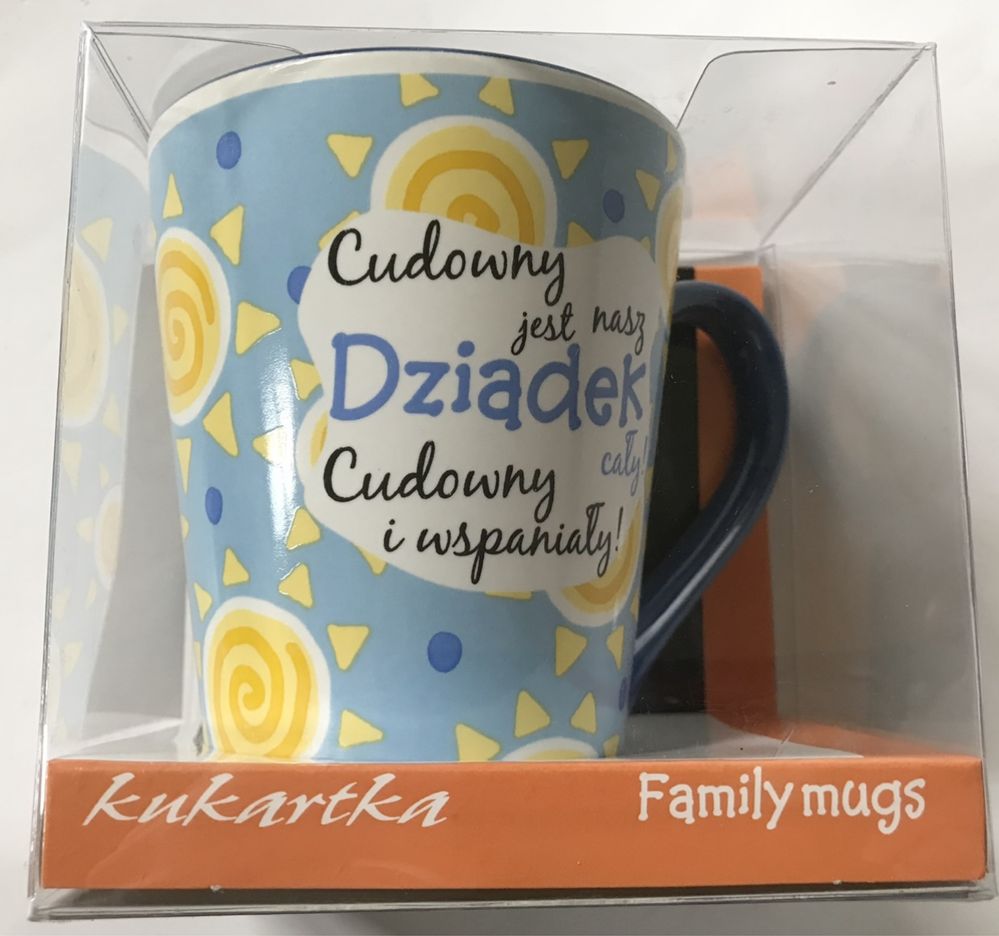 Cudowny
jest nasz
Dziadek
cały!
Cudowny
i wspaniały!
kukartka
Family mugs